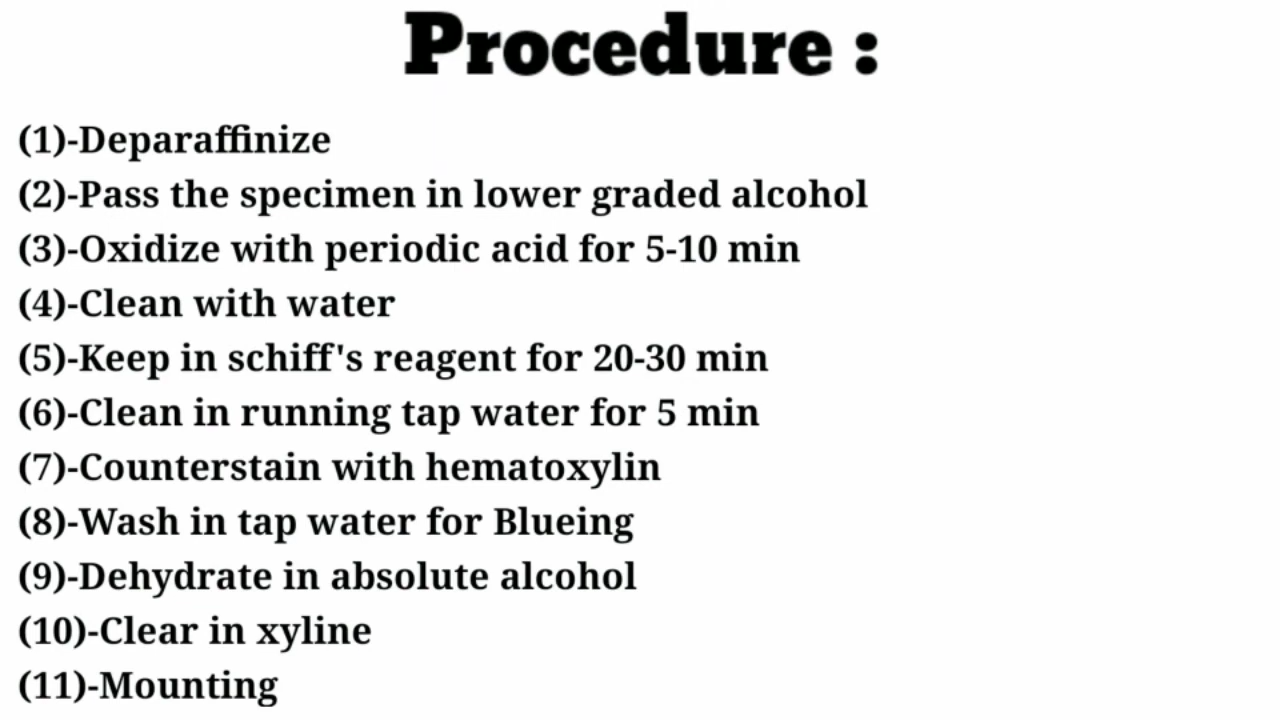 Procedure :
(1)-Deparaffinize
(2)-Pass the specimen in lower graded alcohol
(3)-Oxidize with periodic acid for 5-10 min
(4)-Clean with water
(5)-Keep in schiff's reagent for 20-30 min
(6)-Clean in running tap water for 5 min
(7)-Counterstain with hematoxylin
(8)-Wash in tap water for Blueing
(9)-Dehydrate in absolute alcohol
(10)-Clear in xyline
(11)-Mounting